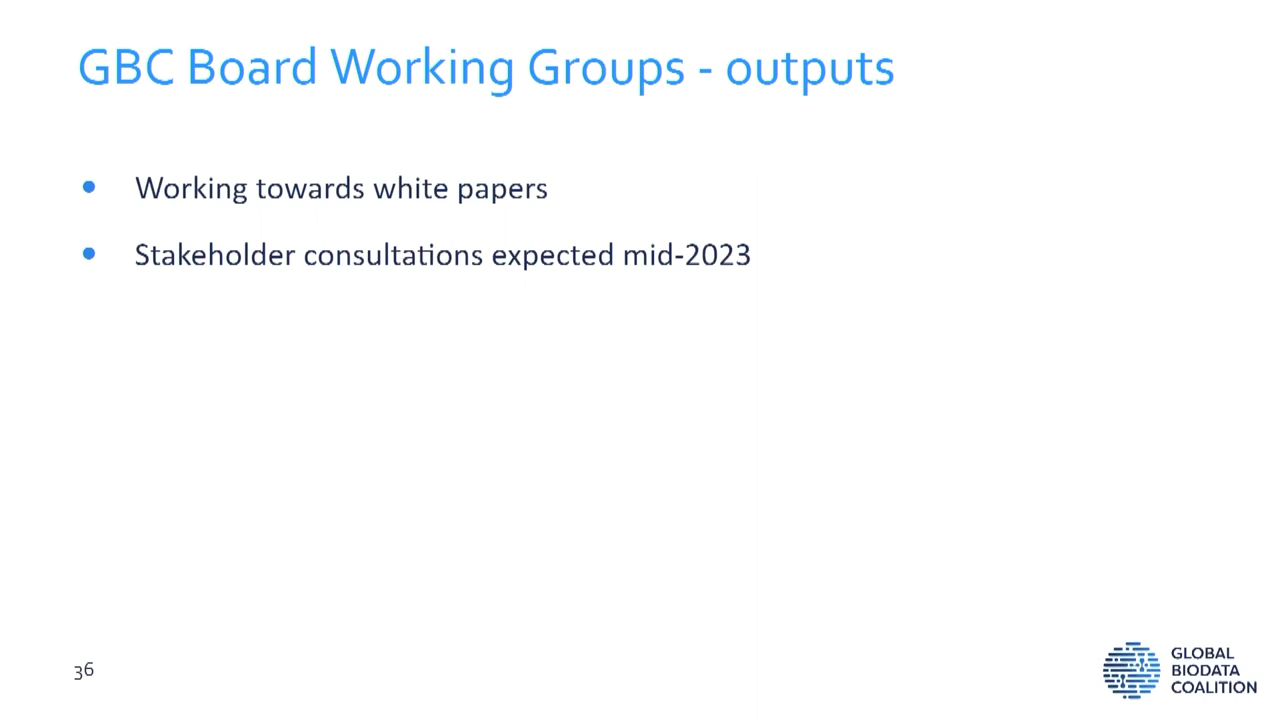 GBC Board Working Groups - outputs
• Working towards white papers
• Stakeholder consultations expected mid-2023
36
GLOBAL
BIODATA
COALITION